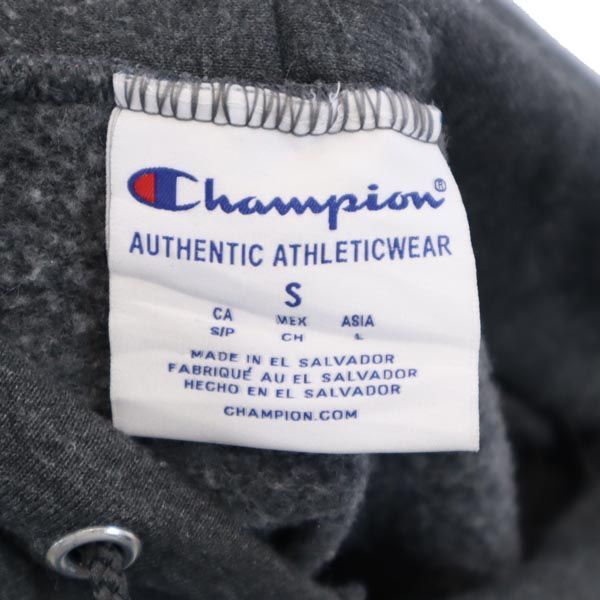 Champion®
AUTHENTIC ATHLETICWEAR
S
CA MEX ASIA
S/P CH L
MADE IN EL SALVADOR
FABRIQUÉ AU EL SALVADOR
HECHO EN EL SALVADOR
CHAMPION.COM